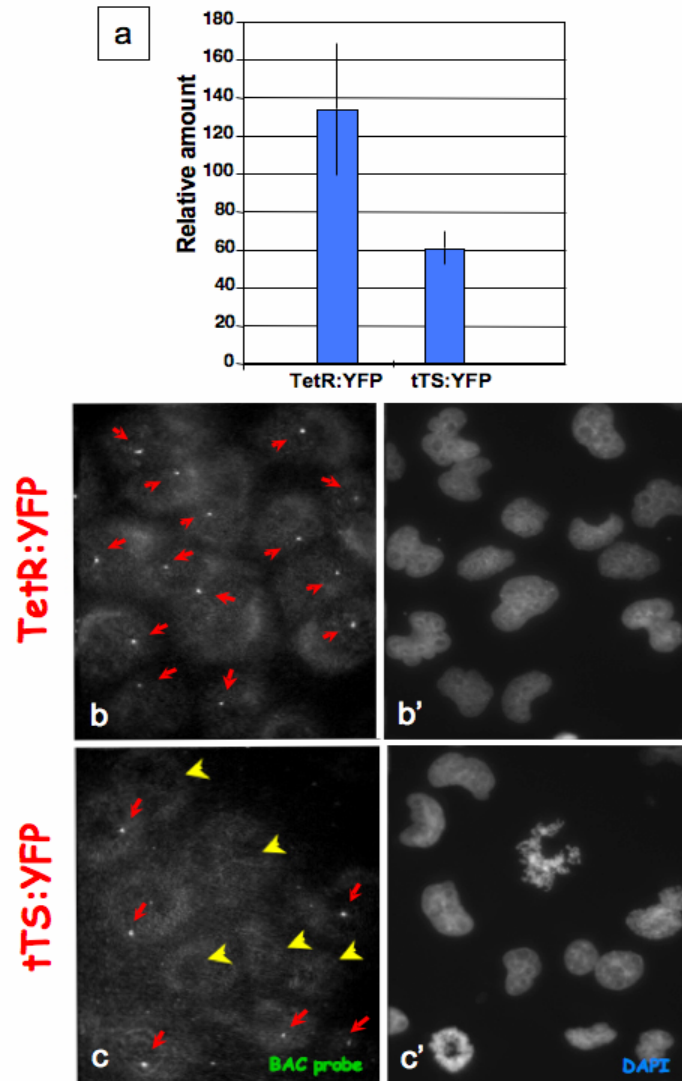 a
180
160
140
120
100
80
60
40
20
0
Relative amount
TetR:YFP tTS:YFP
TetR:YFP
b
b'
tTS:YFP
c
BAC probe
c'
DAPI